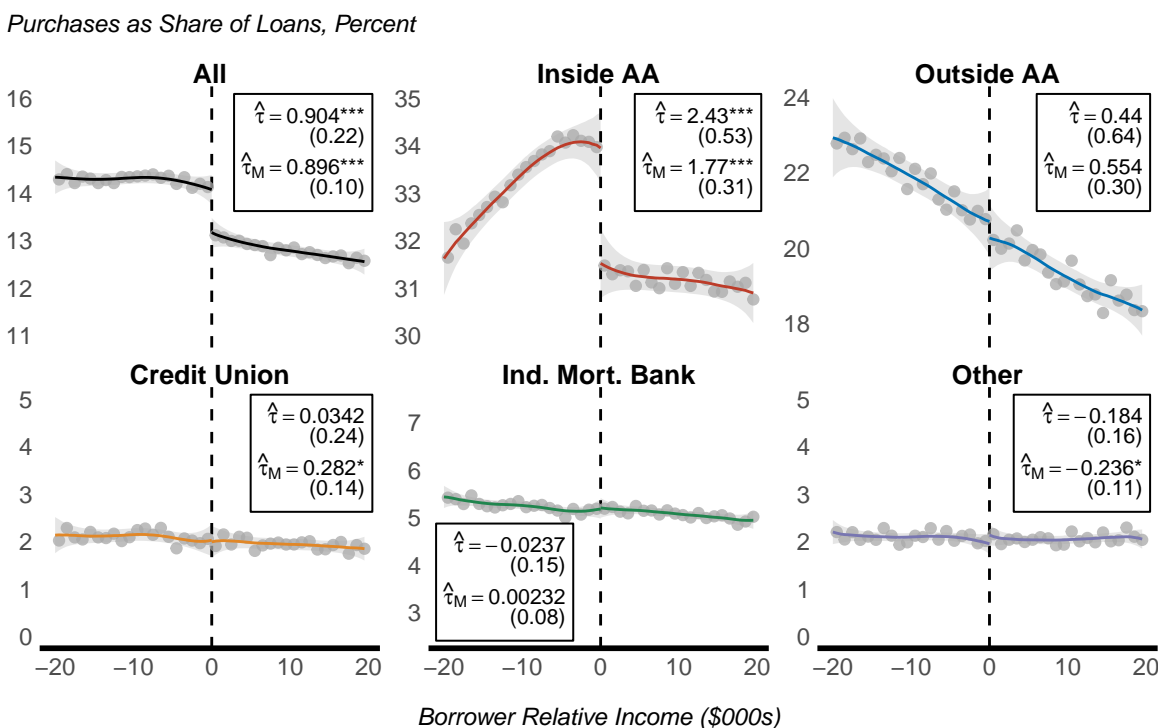 Purchases as Share of Loans, Percent
All
Inside AA
Outside AA
16
15
14
13
12
11
τ̂ = 0.904***
(0.22)
τ̂M = 0.896***
(0.10)
35
34
33
32
31
30
τ̂ = 2.43***
(0.53)
τ̂M = 1.77***
(0.31)
24
22
20
18
τ̂ = 0.44
(0.64)
τ̂M = 0.554
(0.30)
Credit Union
Ind. Mort. Bank
Other
5
4
3
2
1
0
τ̂ = 0.0342
(0.24)
τ̂M = 0.282*
(0.14)
7
6
5
4
3
τ̂ = −0.0237
(0.15)
τ̂M = 0.00232
(0.08)
5
4
3
2
1
0
τ̂ = −0.184
(0.16)
τ̂M = −0.236*
(0.11)
−20 −10 0 10 20
−20 −10 0 10 20
−20 −10 0 10 20
Borrower Relative Income ($000s)